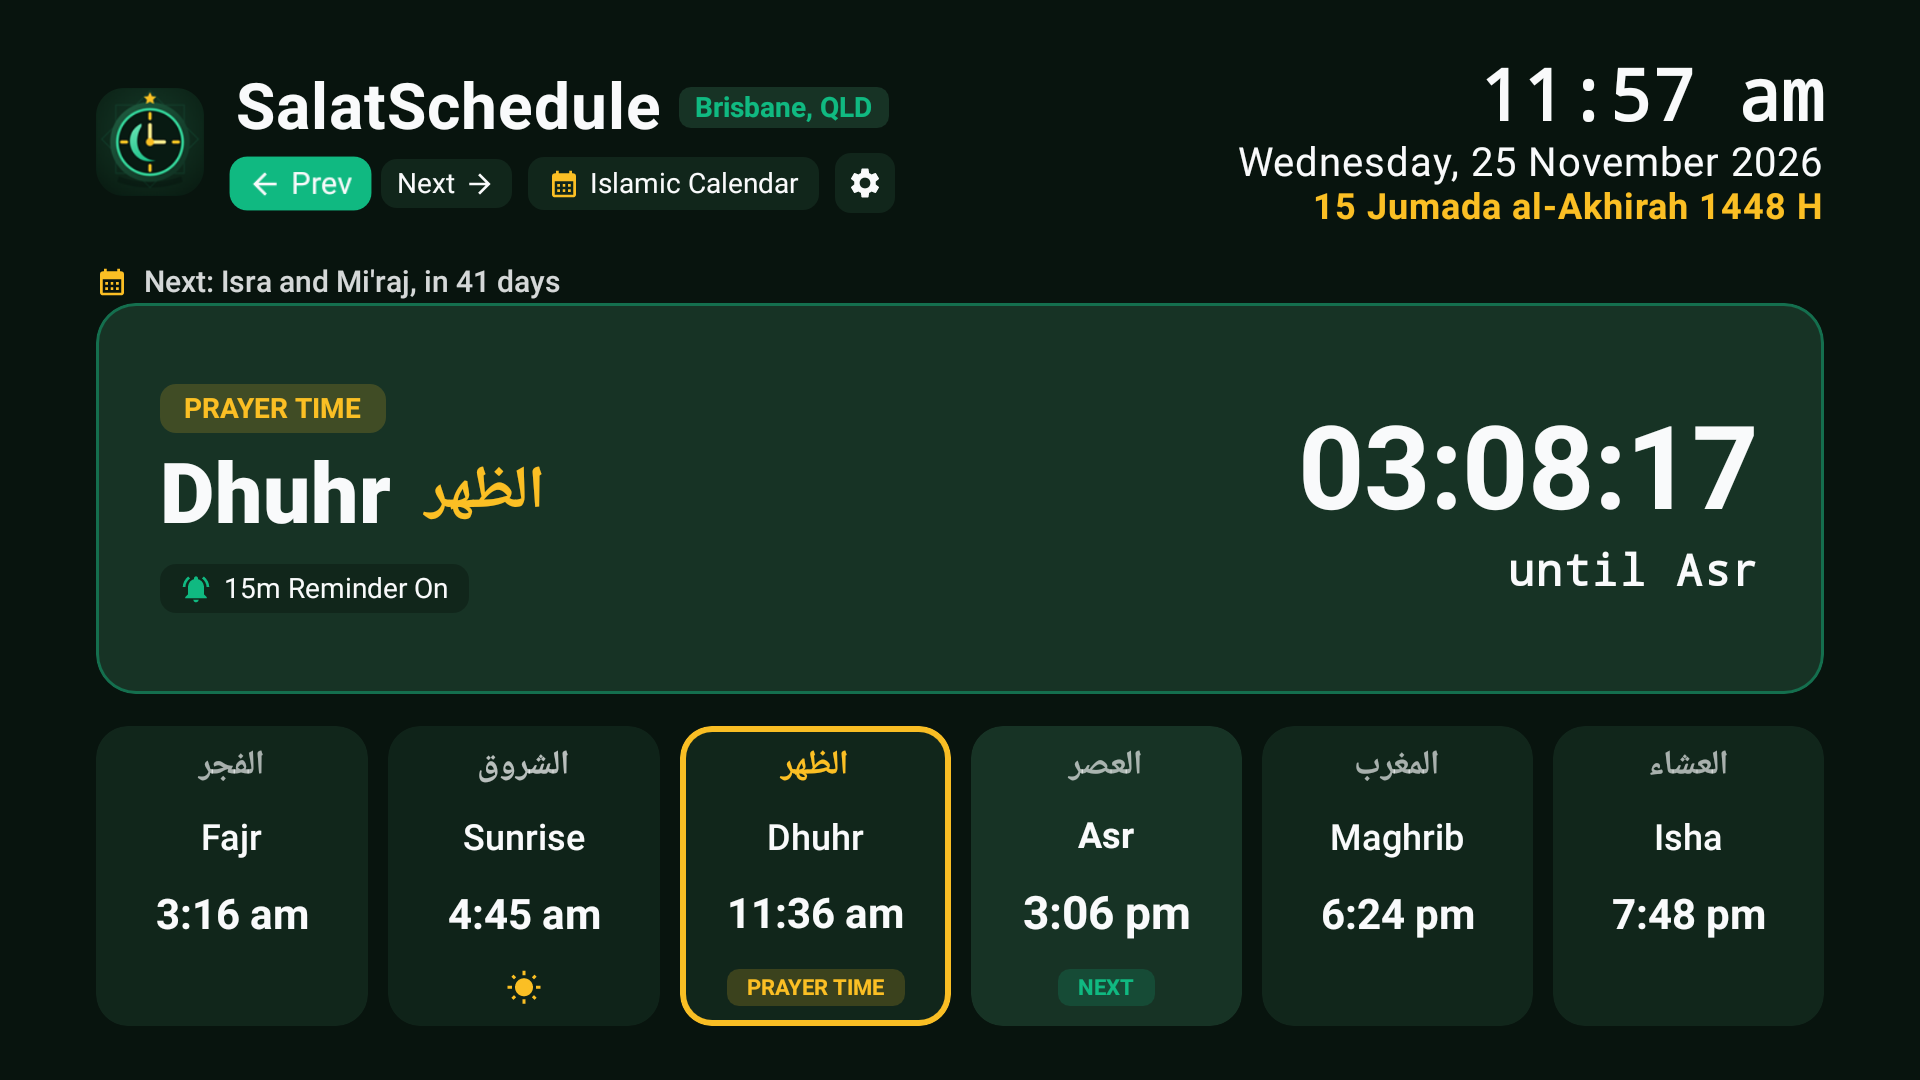 SalatSchedule
Brisbane, QLD
Prev
Next
Islamic Calendar
11:57 am
Wednesday, 25 November 2026
15 Jumada al-Akhirah 1448 H
Next: Isra and Mi'raj, in 41 days
PRAYER TIME
Dhuhr الظهر
15m Reminder On
03:08:17
until Asr
الفجر
Fajr
3:16 am
الشروق
Sunrise
4:45 am
الظهر
Dhuhr
11:36 am
PRAYER TIME
العصر
Asr
3:06 pm
NEXT
المغرب
Maghrib
6:24 pm
العشاء
Isha
7:48 pm